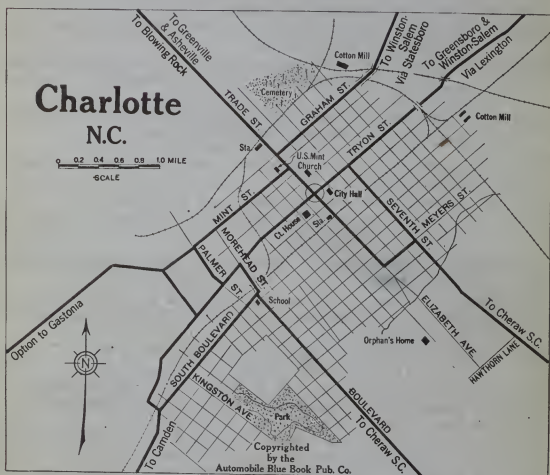 To Greenville
& Asheville
To Blowing Rock
Charlotte
N.C.
0 0.2 0.4 0.6 0.8 1.0 MILE
SCALE
Cotton Mill
To Winston-
Salem
Via Statesboro
To Greensboro &
Winston-Salem
Via Lexington
Cemetery
GRAHAM ST.
TRADE ST.
TRYON ST.
Cotton Mill
Sta.
U.S. Mint
Church
City Hall
Ct. House
Sta.
MINT ST.
MOREHEAD ST.
PALMER ST.
SEVENTH ST.
MEYERS ST.
School
SOUTH BOULEVARD
KINGSTON AVE.
Option to Gastonia
N
ELIZABETH AVE.
To Cheraw S.C.
HAWTHORN LANE
Orphan's Home
BOULEVARD
To Cheraw S.C.
Park
To Camden
Copyrighted
by the
Automobile Blue Book Pub. Co.